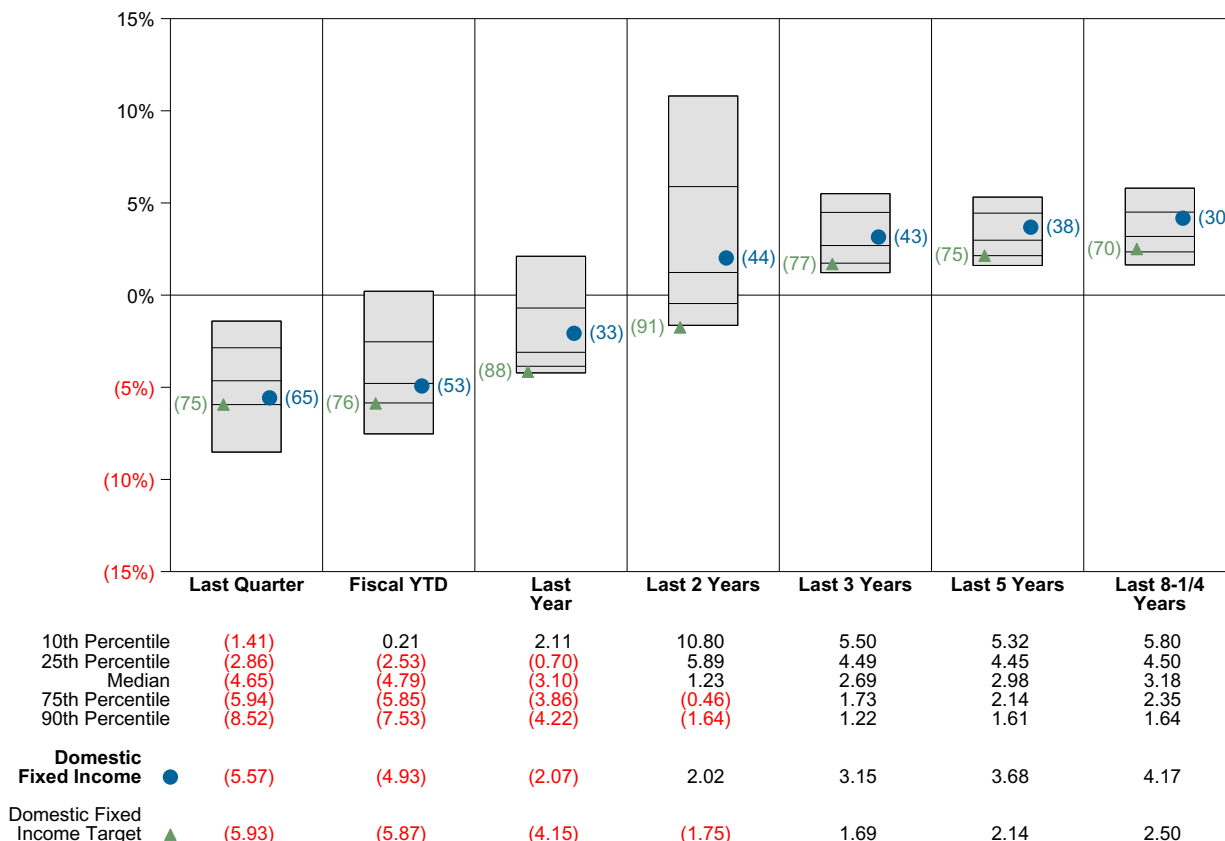 15%
10%
5%
0%
(5%)
(10%)
(15%)
(75) (65)
(76) (53)
(88) (33)
(91) (44)
(77) (43)
(75) (38)
(70) (30
Last Quarter Fiscal YTD Last Year Last 2 Years Last 3 Years Last 5 Years Last 8-1/4 Years
10th Percentile (1.41) 0.21 2.11 10.80 5.50 5.32 5.80
25th Percentile (2.86) (2.53) (0.70) 5.89 4.49 4.45 4.50
Median (4.65) (4.79) (3.10) 1.23 2.69 2.98 3.18
75th Percentile (5.94) (5.85) (3.86) (0.46) 1.73 2.14 2.35
90th Percentile (8.52) (7.53) (4.22) (1.64) 1.22 1.61 1.64
Domestic
Fixed Income (5.57) (4.93) (2.07) 2.02 3.15 3.68 4.17
Domestic Fixed
Income Target (5.93) (5.87) (4.15) (1.75) 1.69 2.14 2.50